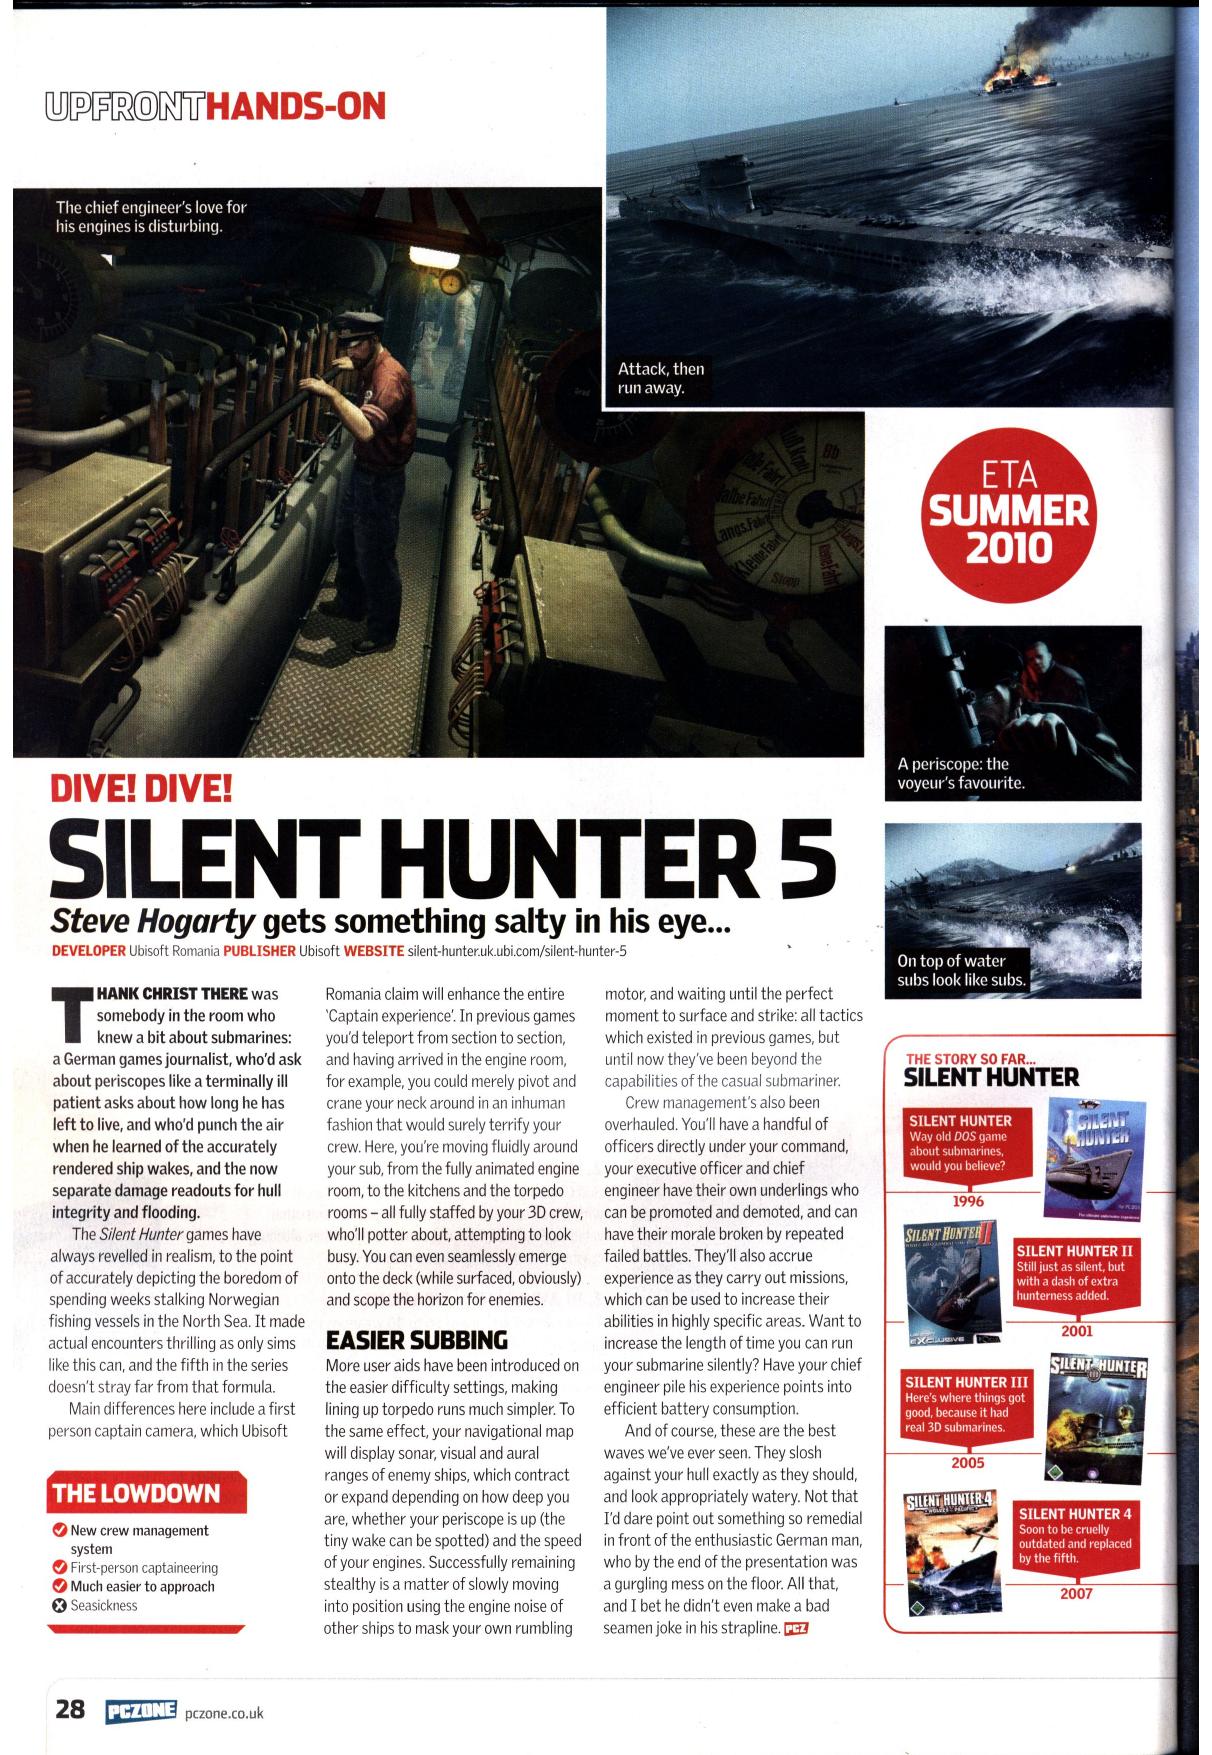 UPFRONTHANDS-ON
The chief engineer's love for
his engines is disturbing.
Attack, then
run away.
ETA
SUMMER
2010
A periscope: the
voyeur's favourite.
On top of water
subs look like subs.
DIVE! DIVE!
SILENT HUNTER 5
Steve Hogarty gets something salty in his eye...
DEVELOPER Ubisoft Romania PUBLISHER Ubisoft WEBSITE silent-hunter.uk.ubi.com/silent-hunter-5
THANK CHRIST THERE was
somebody in the room who
knew a bit about submarines:
a German games journalist, who'd ask
about periscopes like a terminally ill
patient asks about how long he has
left to live, and who'd punch the air
when he learned of the accurately
rendered ship wakes, and the now
separate damage readouts for hull
integrity and flooding.
The Silent Hunter games have
always revelled in realism, to the point
of accurately depicting the boredom of
spending weeks stalking Norwegian
fishing vessels in the North Sea. It made
actual encounters thrilling as only sims
like this can, and the fifth in the series
doesn't stray far from that formula.
Main differences here include a first
person captain camera, which Ubisoft
THE LOWDOWN
New crew management
system
First-person captaineering
Much easier to approach
Seasickness
Romania claim will enhance the entire
'Captain experience'. In previous games
you'd teleport from section to section,
and having arrived in the engine room,
for example, you could merely pivot and
crane your neck around in an inhuman
fashion that would surely terrify your
crew. Here, you're moving fluidly around
your sub, from the fully animated engine
room, to the kitchens and the torpedo
rooms – all fully staffed by your 3D crew,
who'll potter about, attempting to look
busy. You can even seamlessly emerge
onto the deck (while surfaced, obviously)
and scope the horizon for enemies.
EASIER SUBBING
More user aids have been introduced on
the easier difficulty settings, making
lining up torpedo runs much simpler. To
the same effect, your navigational map
will display sonar, visual and aural
ranges of enemy ships, which contract
or expand depending on how deep you
are, whether your periscope is up (the
tiny wake can be spotted) and the speed
of your engines. Successfully remaining
stealthy is a matter of slowly moving
into position using the engine noise of
other ships to mask your own rumbling
motor, and waiting until the perfect
moment to surface and strike: all tactics
which existed in previous games, but
until now they've been beyond the
capabilities of the casual submariner.
Crew management's also been
overhauled. You'll have a handful of
officers directly under your command,
your executive officer and chief
engineer have their own underlings who
can be promoted and demoted, and can
have their morale broken by repeated
failed battles. They'll also accrue
experience as they carry out missions,
which can be used to increase their
abilities in highly specific areas. Want to
increase the length of time you can run
your submarine silently? Have your chief
engineer pile his experience points into
efficient battery consumption.
And of course, these are the best
waves we've ever seen. They slosh
against your hull exactly as they should,
and look appropriately watery. Not that
I'd dare point out something so remedial
in front of the enthusiastic German man,
who by the end of the presentation was
a gurgling mess on the floor. All that,
and I bet he didn't even make a bad
seamen joke in his strapline. PCZ
THE STORY SO FAR...
SILENT HUNTER
SILENT HUNTER
Way old DOS game
about submarines,
would you believe?
1996
SILENT
HUNTER
SILENT HUNTER II
SILENT HUNTER II
Still just as silent, but
with a dash of extra
hunterness added.
2001
SILENT HUNTER III
Here's where things got
good, because it had
real 3D submarines.
2005
SILENT HUNTER
III
SILENT HUNTER 4
SILENT HUNTER 4
Soon to be cruelly
outdated and replaced
by the fifth.
2007
28 PCZONE pczone.co.uk